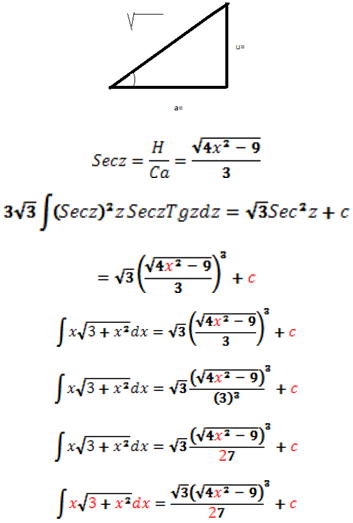 √
u=
a=
Secz = H/Ca = √(4x² − 9)/3
3√3 ∫(Secz)²z SeczTgzdz = √3Sec²z + c
= √3(√(4x² − 9)/3)³ + c
∫x√(3 + x²)dx = √3(√(4x² − 9)/3)³ + c
∫x√(3 + x²)dx = √3 (√(4x² − 9))³/(3)³ + c
∫x√(3 + x²)dx = √3 (√(4x² − 9))³/27 + c
∫x√(3 + x²)dx = √3(√(4x² − 9))³/27 + c